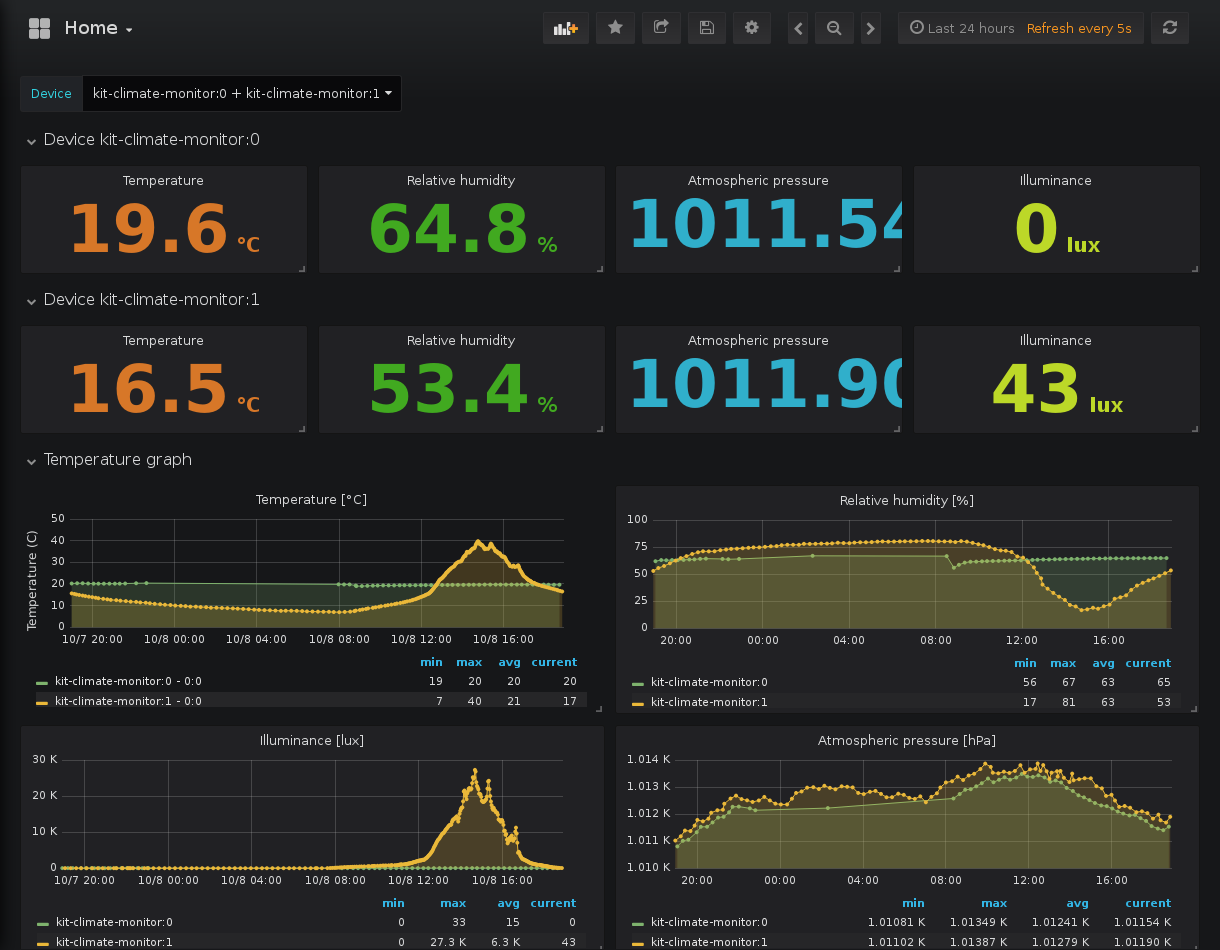 Home
Last 24 hours Refresh every 5s
Device kit-climate-monitor:0 + kit-climate-monitor:1
Device kit-climate-monitor:0
Temperature Relative humidity Atmospheric pressure Illuminance
19.6 °C 64.8 % 1011.54 0 lux
Device kit-climate-monitor:1
Temperature Relative humidity Atmospheric pressure Illuminance
16.5 °C 53.4 % 1011.90 43 lux
Temperature graph
Temperature [°C]
Temperature (C)
50
40
30
20
10
0
10/7 20:00 10/8 00:00 10/8 04:00 10/8 08:00 10/8 12:00 10/8 16:00
min max avg current
kit-climate-monitor:0 - 0:0 19 20 20 20
kit-climate-monitor:1 - 0:0 7 40 21 17
Relative humidity [%]
100
75
50
25
0
20:00 00:00 04:00 08:00 12:00 16:00
min max avg current
kit-climate-monitor:0 56 67 63 65
kit-climate-monitor:1 17 81 63 53
Illuminance [lux]
30 K
20 K
10 K
0
10/7 20:00 10/8 00:00 10/8 04:00 10/8 08:00 10/8 12:00 10/8 16:00
min max avg current
kit-climate-monitor:0 0 33 15 0
kit-climate-monitor:1 0 27.3 K 6.3 K 43
Atmospheric pressure [hPa]
1.014 K
1.013 K
1.012 K
1.011 K
1.010 K
20:00 00:00 04:00 08:00 12:00 16:00
min max avg current
kit-climate-monitor:0 1.01081 K 1.01349 K 1.01241 K 1.01154 K
kit-climate-monitor:1 1.01102 K 1.01387 K 1.01279 K 1.01190 K